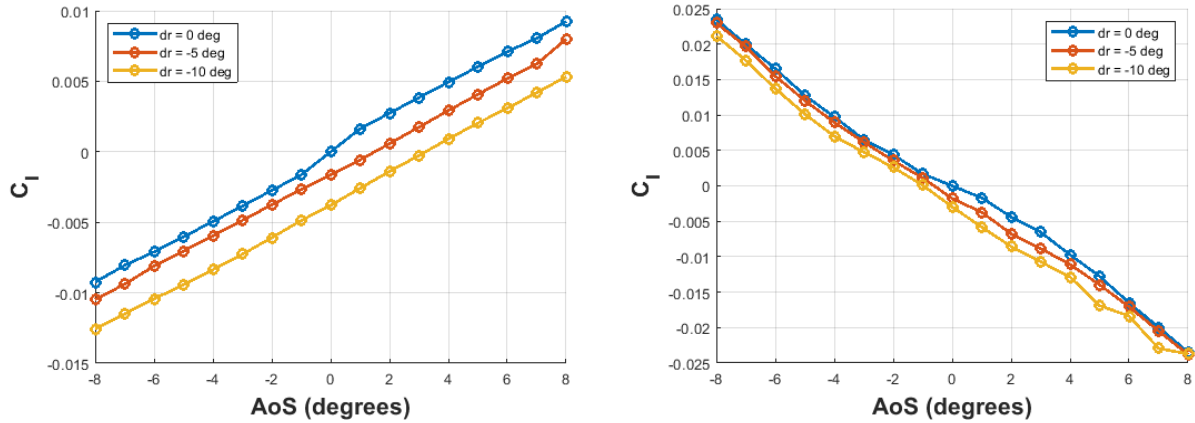 0.01
0.005
0
-0.005
-0.01
-0.015
-8 -6 -4 -2 0 2 4 6 8
AoS (degrees)
C_l
dr = 0 deg
dr = -5 deg
dr = -10 deg
0.025
0.02
0.015
0.01
0.005
0
-0.005
-0.01
-0.015
-0.02
-0.025
-8 -6 -4 -2 0 2 4 6 8
AoS (degrees)
C_l
dr = 0 deg
dr = -5 deg
dr = -10 deg